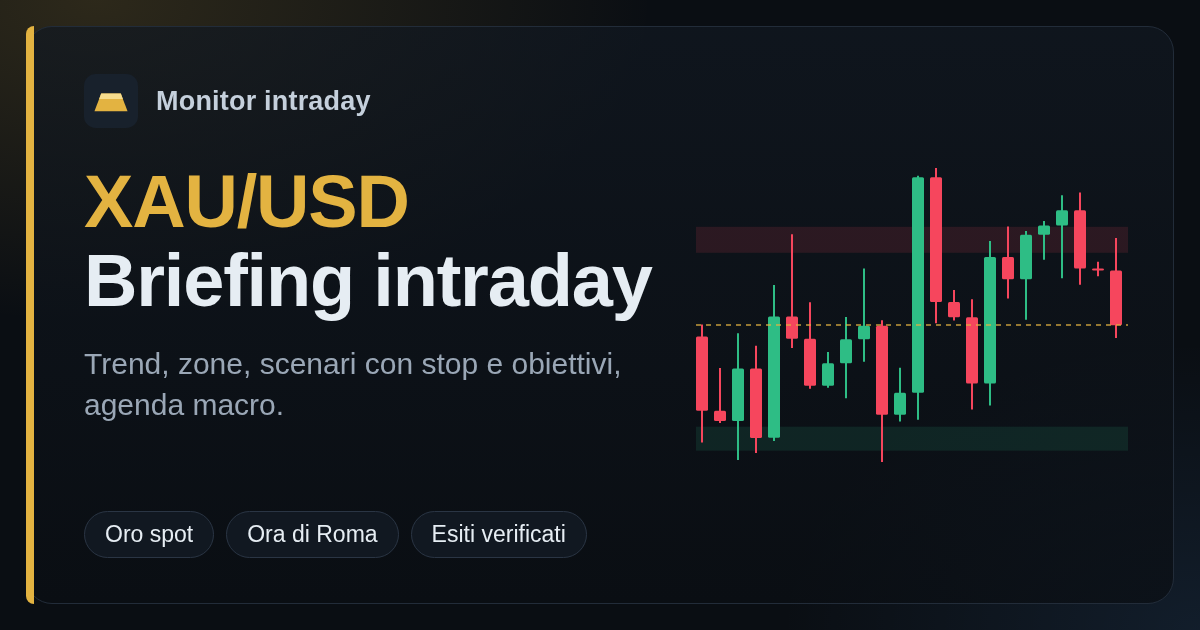 Monitor intraday
XAU/USD
Briefing intraday
Trend, zone, scenari con stop e obiettivi,
agenda macro.
Oro spot
Ora di Roma
Esiti verificati